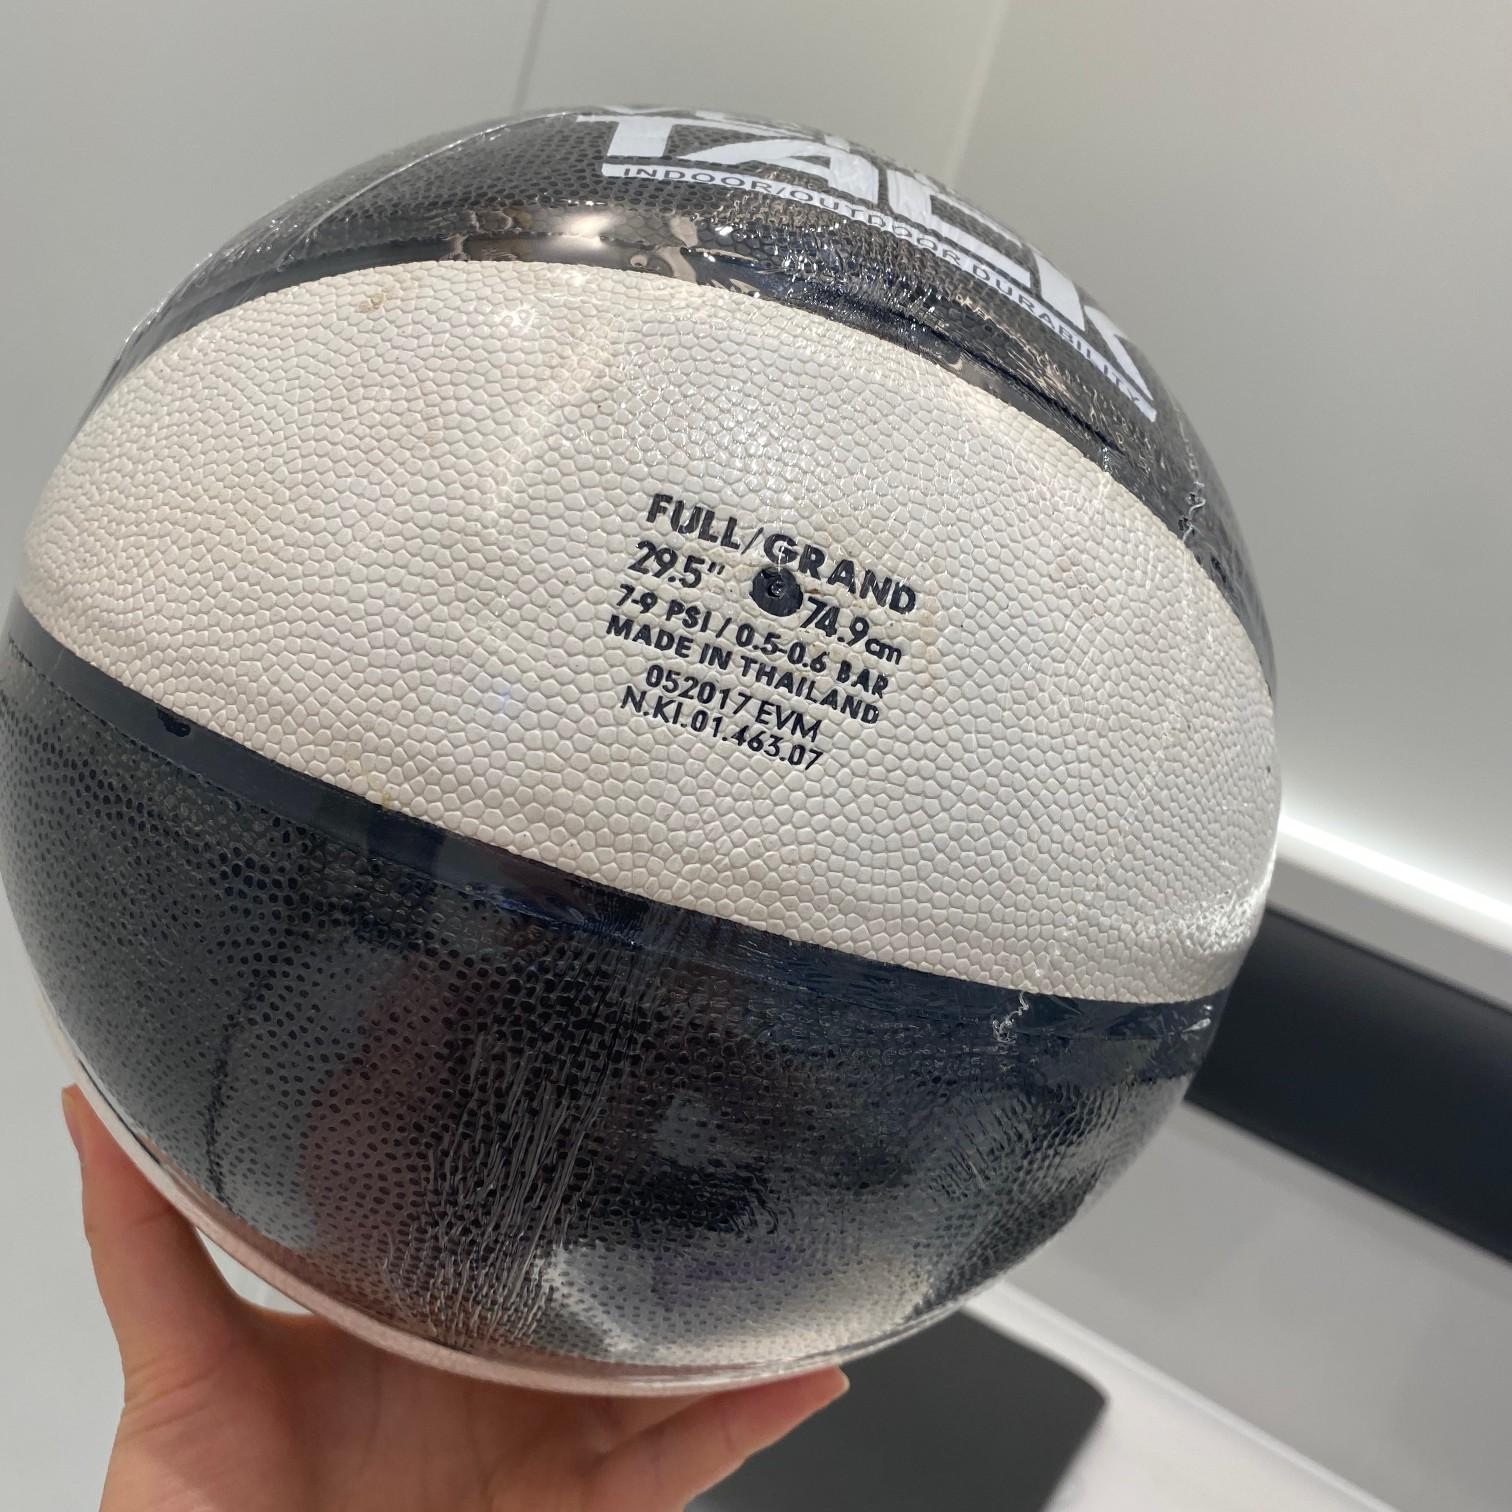 TACK
INDOOR/OUTDOOR DURABILITY
FULL/GRAND
29.5" 74.9cm
7-9 PSI / 0.5-0.6 BAR
MADE IN THAILAND
052017 EVM
N.KI.01.463.07